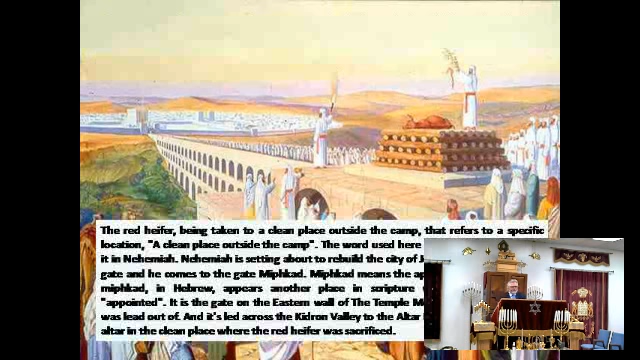 The red heifer, being taken to a clean place outside the camp, that refers to a specific
location, "A clean place outside the camp". The word used here
it in Nehemiah. Nehemiah is setting about to rebuild the city of
gate and he comes to the gate Miphkad. Miphkad means the
miphkad, in Hebrew, appears another place in scripture
"appointed". It is the gate on the Eastern wall of The Temple
was lead out of. And it's led across the Kidron Valley to the Altar
altar in the clean place where the red heifer was sacrificed.